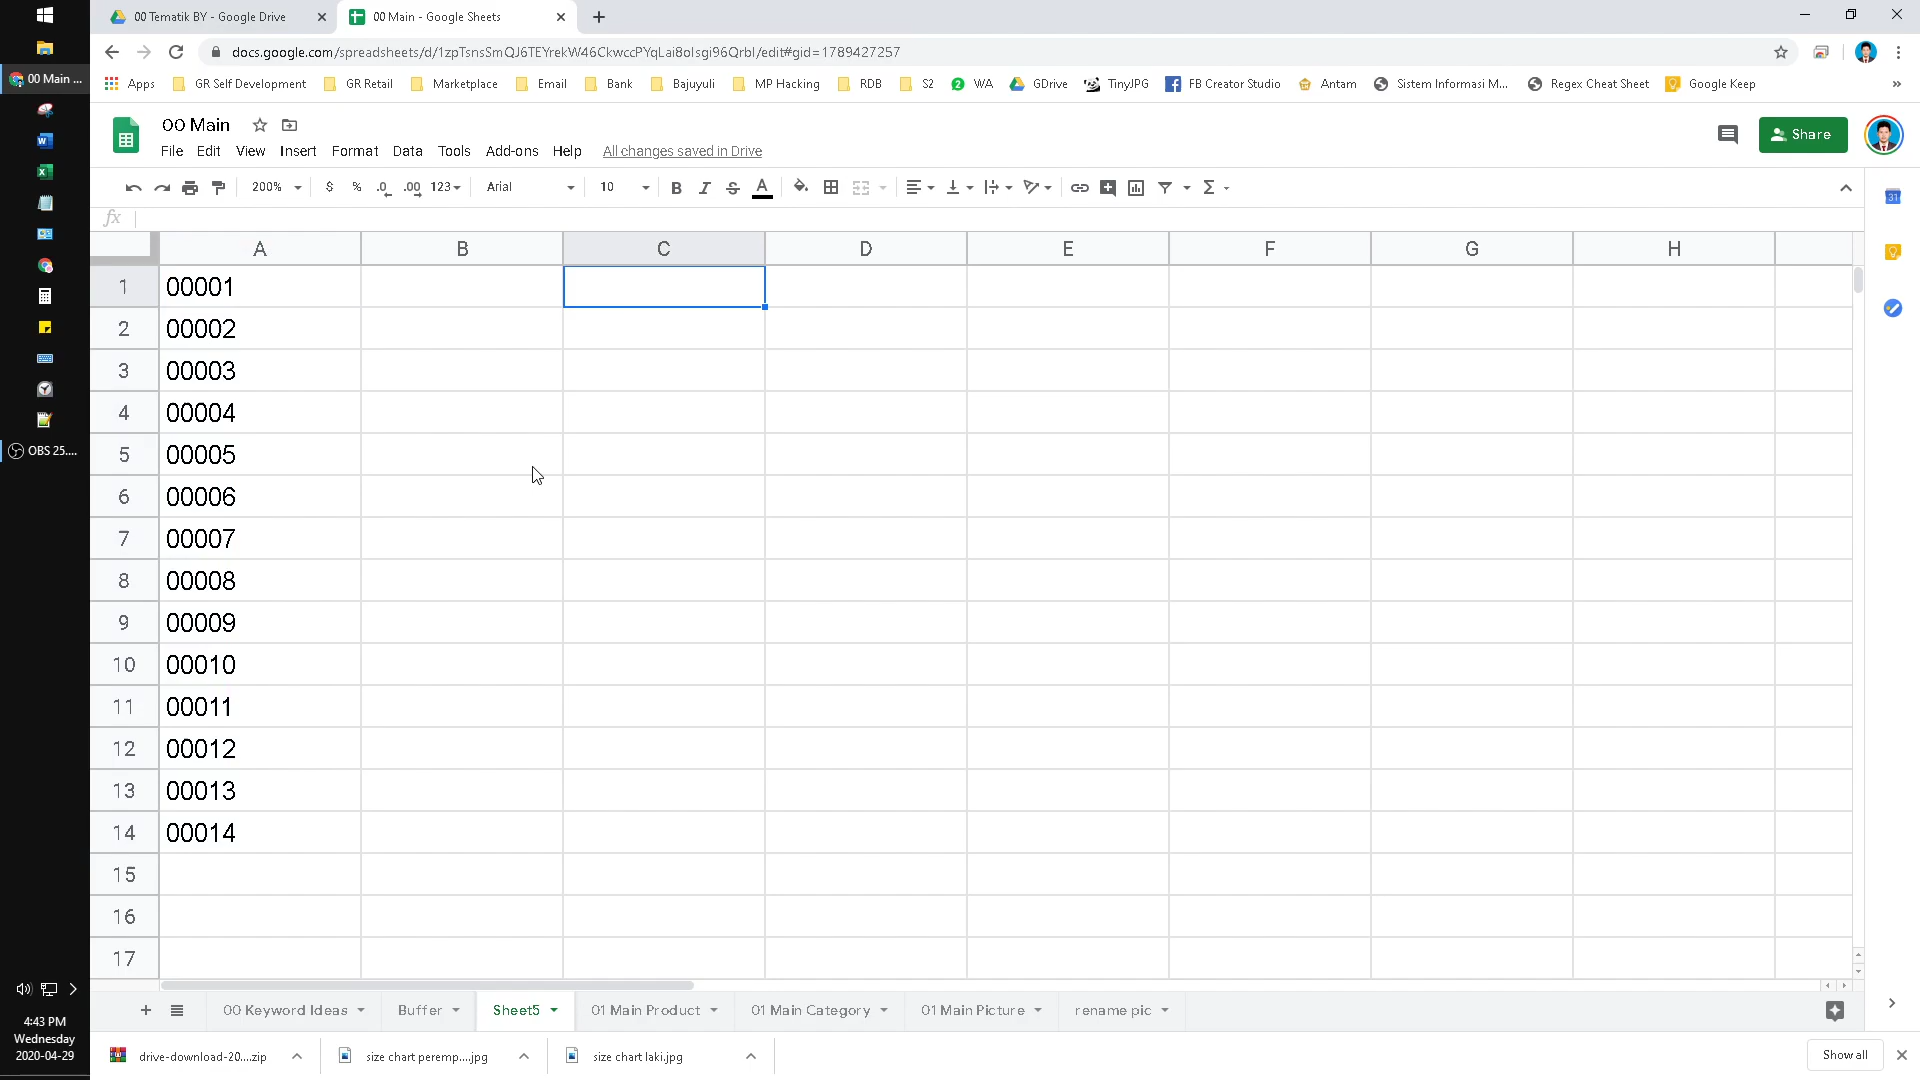 00 Tematik BY - Google Drive
00 Main - Google Sheets
00 Main ...
docs.google.com/spreadsheets/d/1zpTsnsSmQJ6TEYrekW46CkwccPYqLai8olsgi96QrbI/edit#gid=1789427257
Apps GR Self Development GR Retail Marketplace Email Bank Bajuyuli MP Hacking RDB S2 WA GDrive TinyJPG FB Creator Studio Antam Sistem Informasi M... Regex Cheat Sheet Google Keep »
00 Main
Share
File Edit View Insert Format Data Tools Add-ons Help All changes saved in Drive
200% $ % .0 .00 123 Arial 10 B I S A Σ
31
fx
A B C D E F G H
1 00001
2 00002
3 00003
4 00004
5 00005
6 00006
7 00007
8 00008
9 00009
10 00010
11 00011
12 00012
13 00013
14 00014
15
16
17
OBS 25....
00 Keyword Ideas Buffer Sheet5 01 Main Product 01 Main Category 01 Main Picture rename pic
4:43 PM
Wednesday
2020-04-29
drive-download-20....zip size chart peremp....jpg size chart laki.jpg Show all